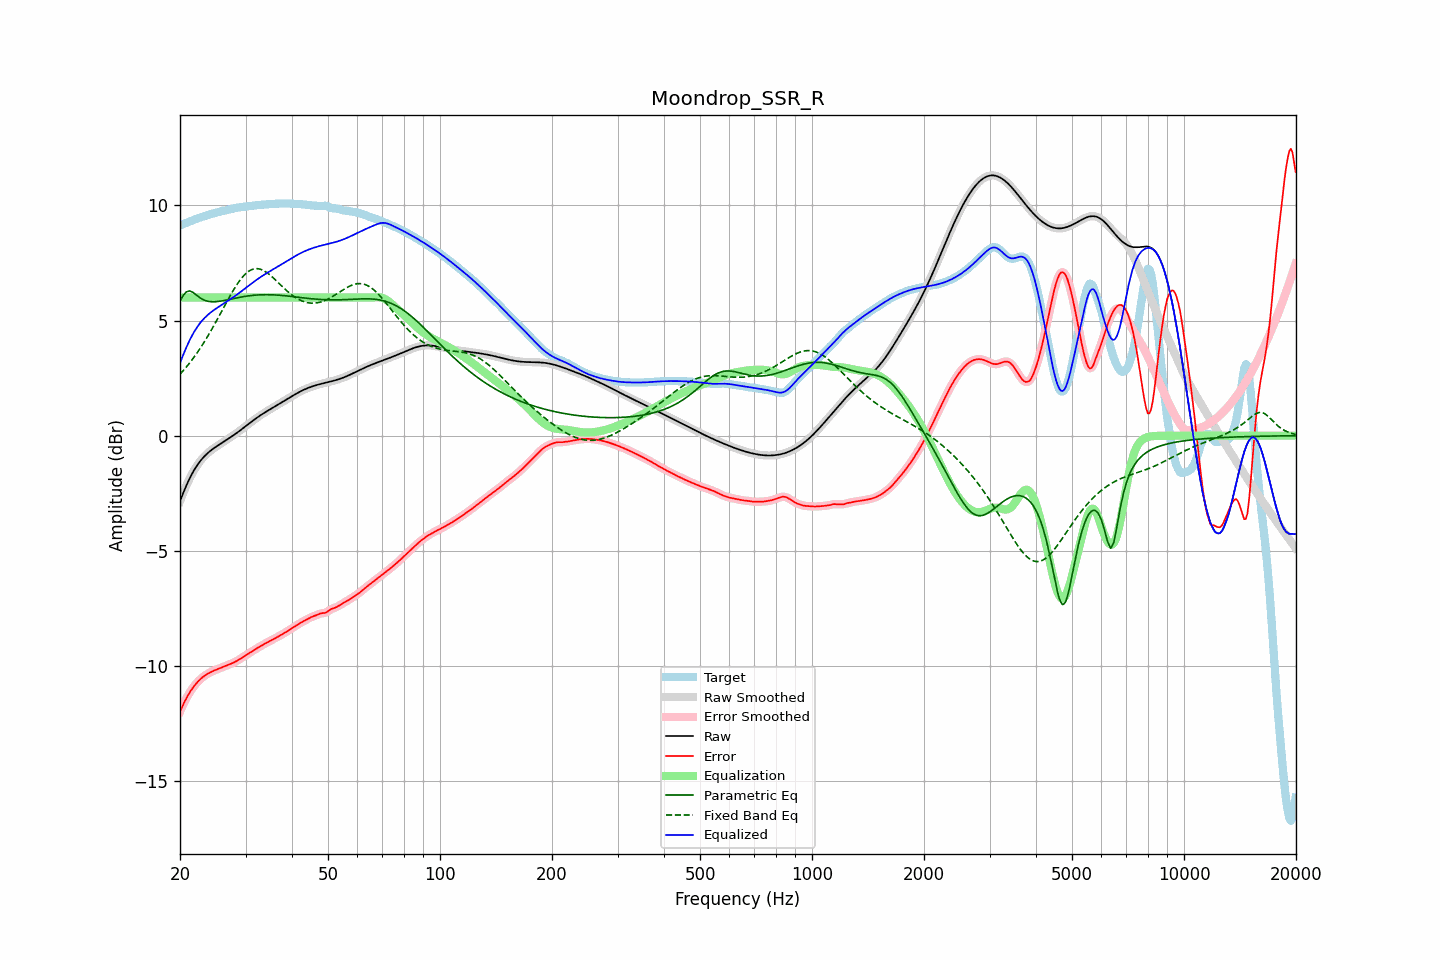 Moondrop_SSR_R
Amplitude (dBr)
10
5
0
−5
−10
−15
20
50
100
200
500
1000
2000
5000
10000
20000
Frequency (Hz)
Target
Raw Smoothed
Error Smoothed
Raw
Error
Equalization
Parametric Eq
Fixed Band Eq
Equalized